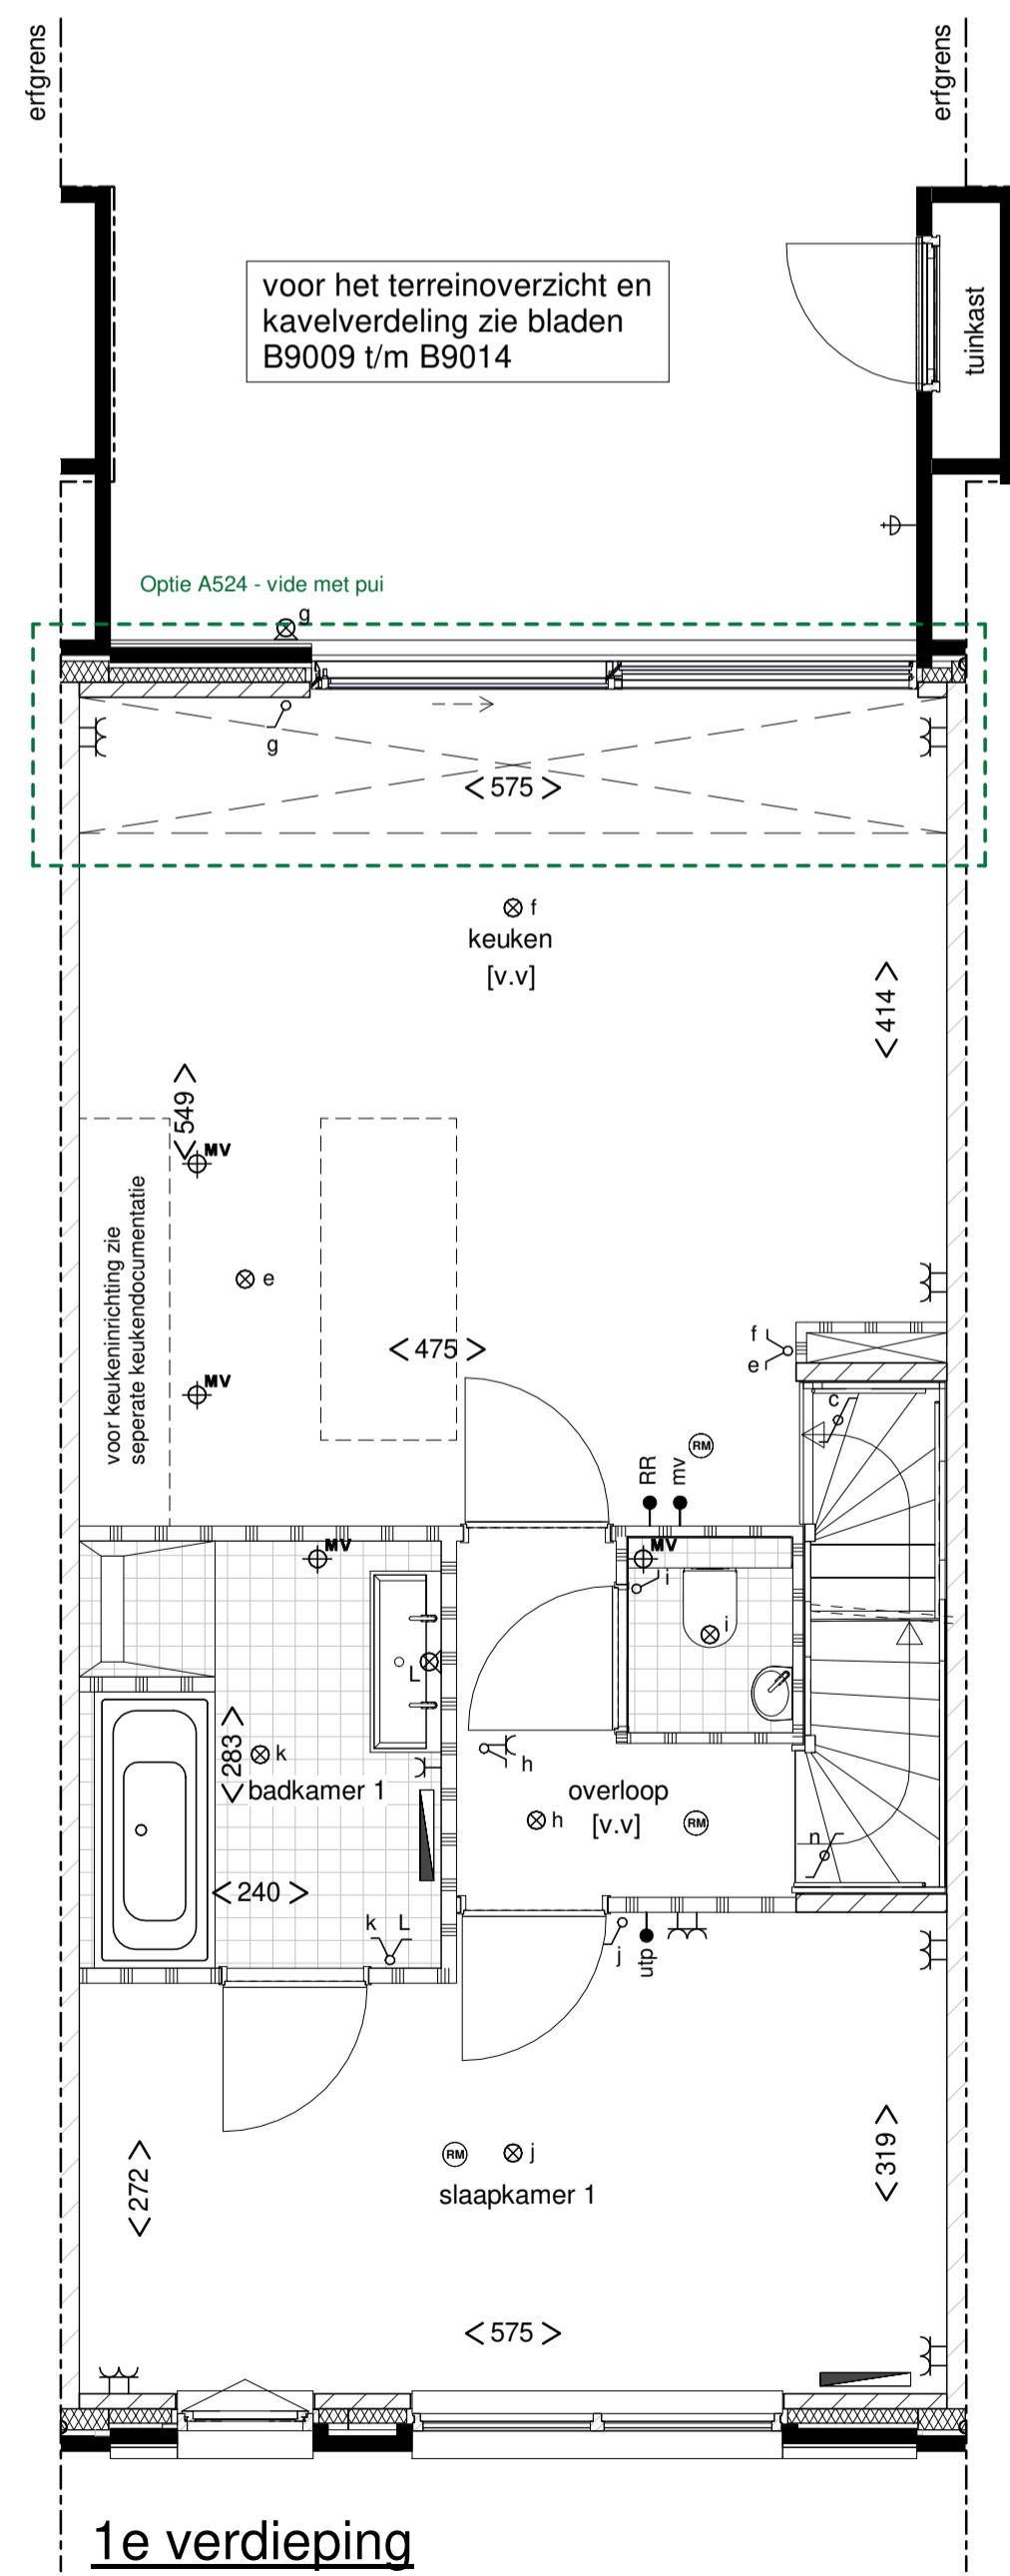 erfgrens
erfgrens
voor het terreinoverzicht en
kavelverdeling zie bladen
B9009 t/m B9014
tuinkast
Optie A524 - vide met pui
g
g
575
f
keuken
[v.v]
414
549
MV
voor keukeninrichting zie
seperate keukendocumentatie
e
475
f
e
MV
c
RR
mv
RM
MV
MV
i
i
L
283
k
badkamer 1
h
overloop
h
[v.v]
RM
n
240
k L
j
utp
RM
j
slaapkamer 1
272
319
575
1e verdieping